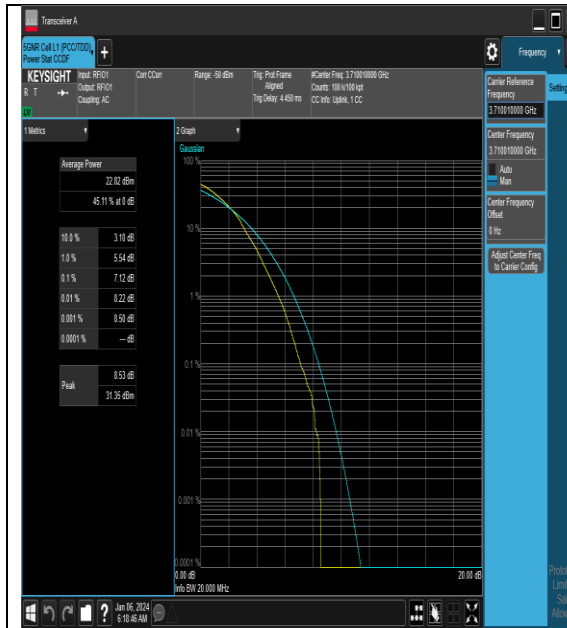 Transceiver A
5GNR Cell L1 (PCC/TDD)
Power Stat CCDF
Frequency
KEYSIGHT
R T
LV
Input: RFIO1
Output: RFIO1
Coupling: AC
Corr CCorr
Range: -50 dBm
Trig: Prot Frame
Aligned
Trig Delay: 4.450 ms
#Center Freq: 3.710010000 GHz
Counts: 100 k/100 kpt
CC Info: Uplink, 1 CC
Carrier Reference
Frequency
3.710010000 GHz
Setting
Center Frequency
3.710010000 GHz
Auto
Man
Center Frequency
Offset
0 Hz
Adjust Center Freq
to Carrier Config
1 Metrics
Average Power
22.82 dBm
45.11 % at 0 dB
10.0 % 3.10 dB
1.0 % 5.54 dB
0.1 % 7.12 dB
0.01 % 8.22 dB
0.001 % 8.50 dB
0.0001 % --- dB
Peak 8.53 dB
31.35 dBm
2 Graph
Gaussian
100 %
10 %
1 %
0.1 %
0.01 %
0.001 %
0.0001 %
0.00 dB 20.00 dB
Info BW 20.000 MHz
Jan 06, 2024
6:18:46 AM